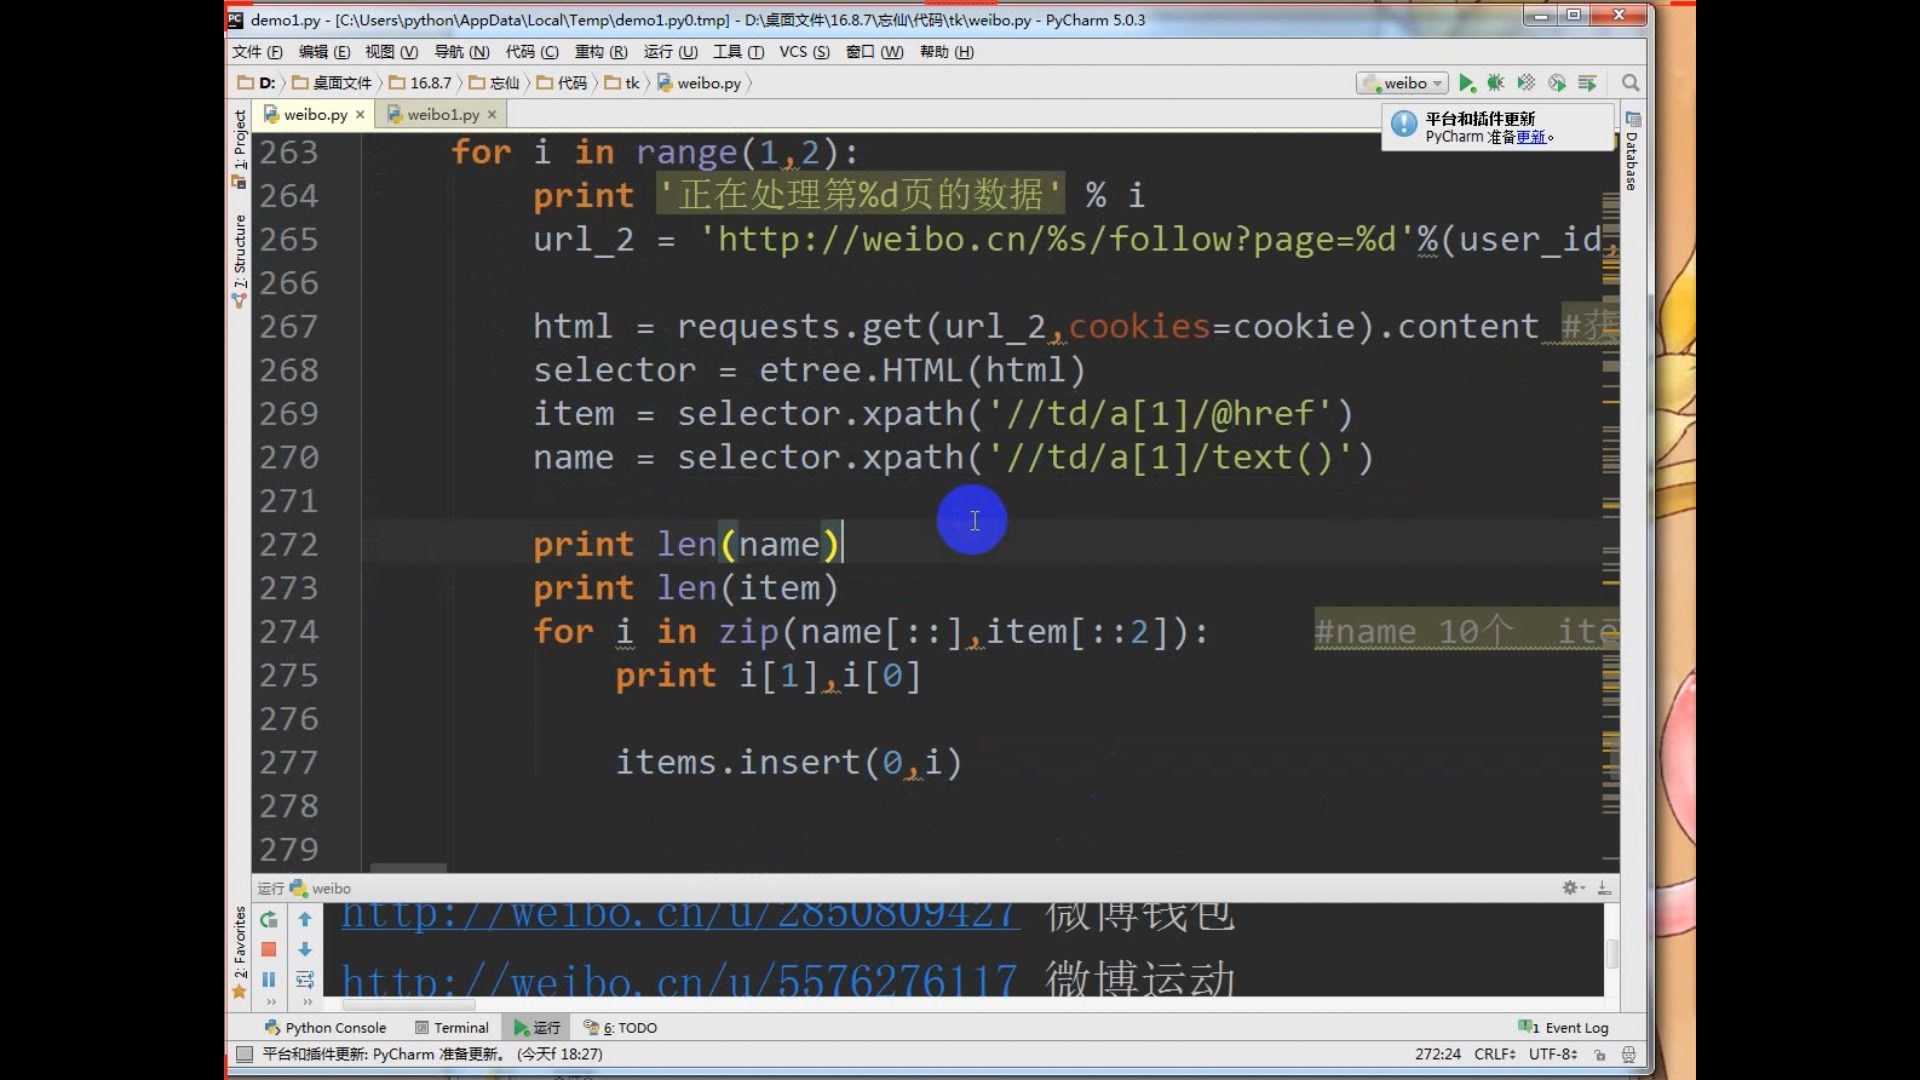 demo1.py - [C:\Users\python\AppData\Local\Temp\demo1.py0.tmp] - D:\桌面文件\16.8.7\忘仙\代码\tk\weibo.py - PyCharm 5.0.3
文件 (F) 编辑 (E) 视图 (V) 导航 (N) 代码 (C) 重构 (R) 运行 (U) 工具 (T) VCS (S) 窗口 (W) 帮助 (H)
D: 桌面文件 16.8.7 忘仙 代码 tk weibo.py weibo
weibo.py weibo1.py
平台和插件更新
PyCharm 准备更新。
1: Project
7: Structure
2: Favorites
Database
263 for i in range(1,2):
264 print '正在处理第%d页的数据' % i
265 url_2 = 'http://weibo.cn/%s/follow?page=%d'%(user_id,
266
267 html = requests.get(url_2,cookies=cookie).content #获
268 selector = etree.HTML(html)
269 item = selector.xpath('//td/a[1]/@href')
270 name = selector.xpath('//td/a[1]/text()')
271
272 print len(name)
273 print len(item)
274 for i in zip(name[::],item[::2]): #name 10个 ite
275 print i[1],i[0]
276
277 items.insert(0,i)
278
279
运行 weibo
http://weibo.cn/u/2850809427 微博钱包
http://weibo.cn/u/5576276117 微博运动
Python Console Terminal 运行 6: TODO 1 Event Log
平台和插件更新: PyCharm 准备更新。 (今天f 18:27) 272:24 CRLF UTF-8